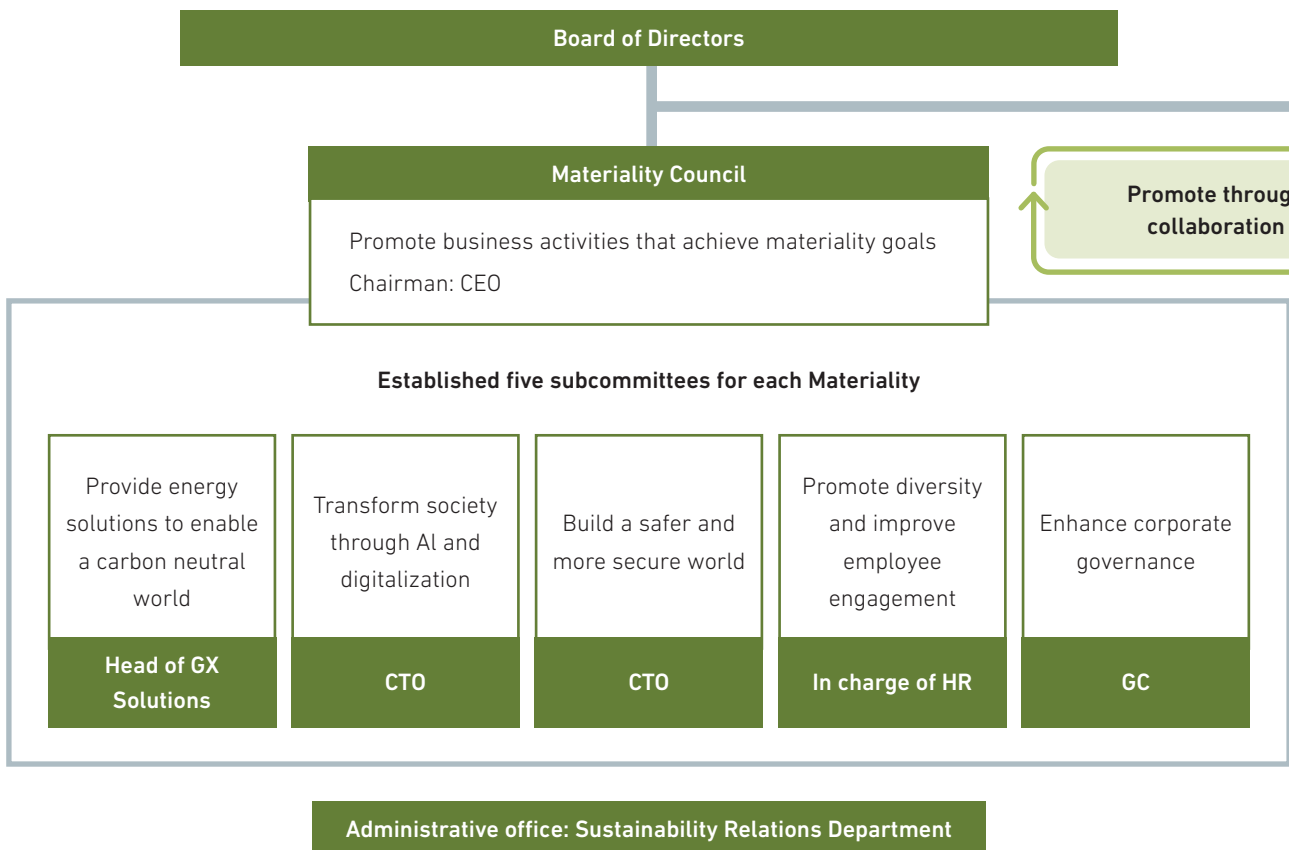 Board of Directors
Materiality Council
Promote business activities that achieve materiality goals
Chairman: CEO
Promote throug
collaboration
Established five subcommittees for each Materiality
Provide energy
solutions to enable
a carbon neutral
world
Head of GX
Solutions
Transform society
through AI and
digitalization
CTO
Build a safer and
more secure world
CTO
Promote diversity
and improve
employee
engagement
In charge of HR
Enhance corporate
governance
GC
Administrative office: Sustainability Relations Department